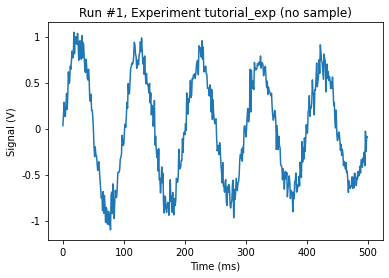 Run #1, Experiment tutorial_exp (no sample)
1
0.5
0
-0.5
-1
Signal (V)
0 100 200 300 400 500
Time (ms)